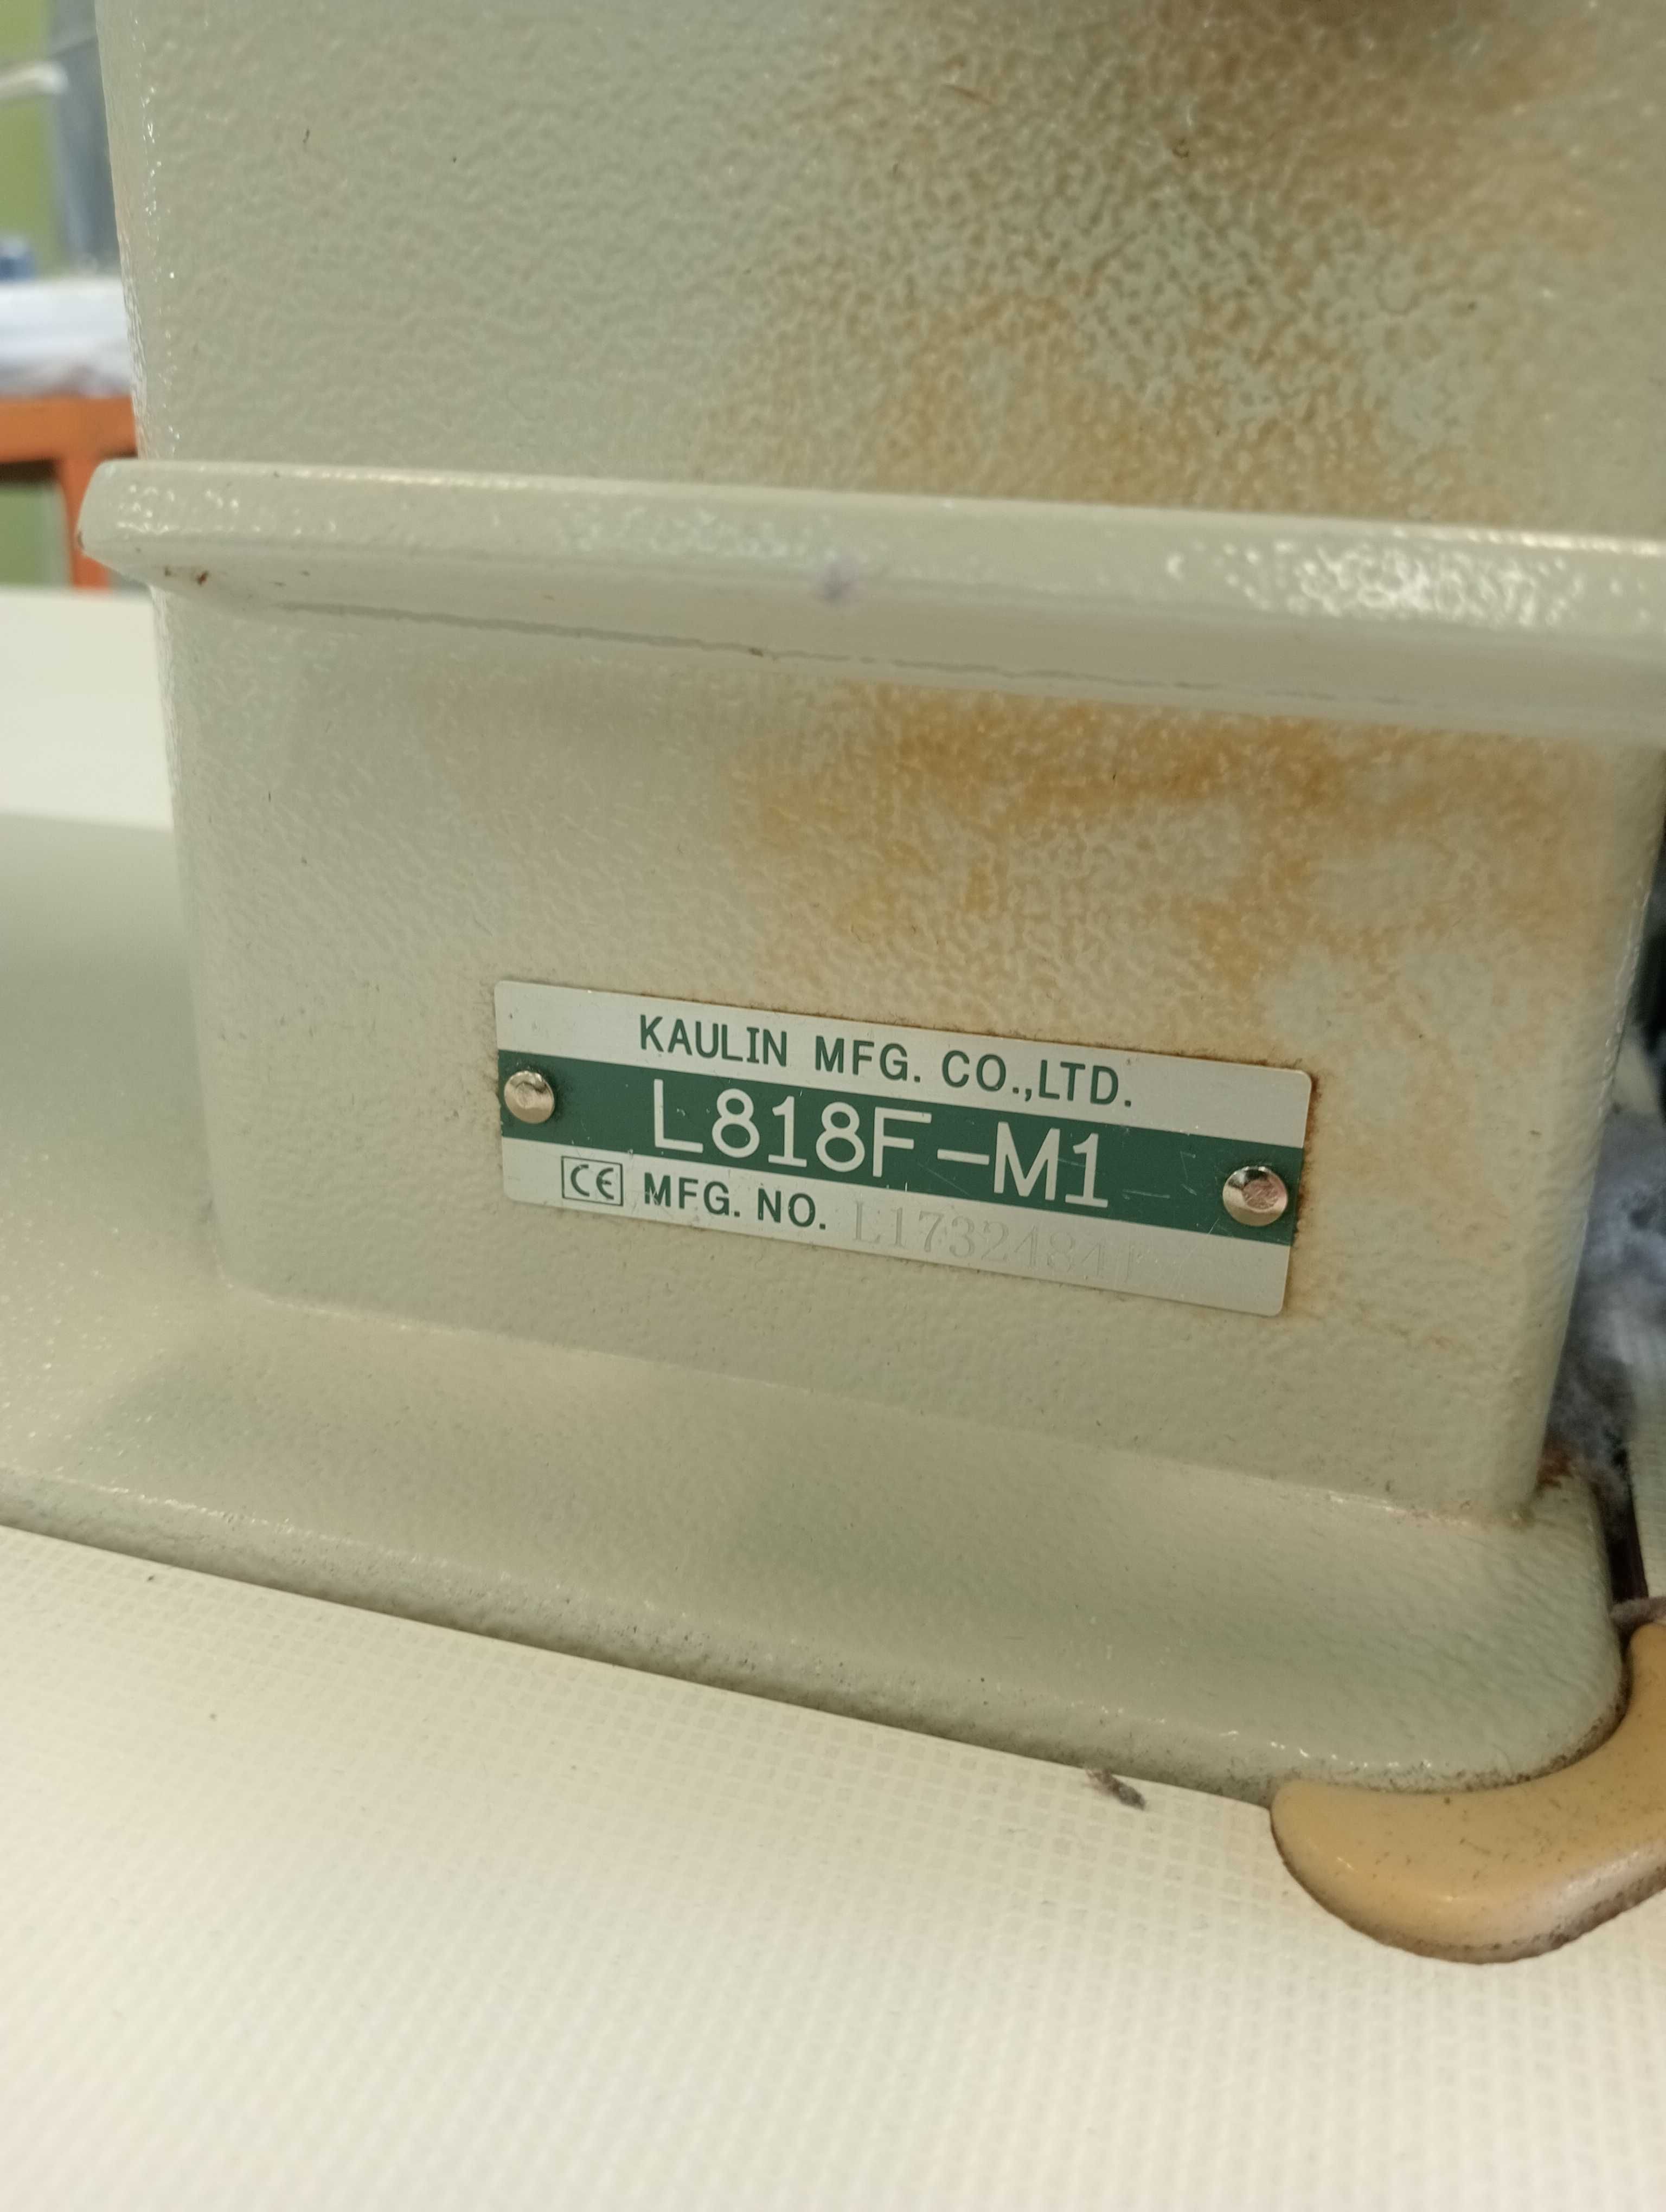 KAULIN MFG. CO.,LTD.
L818F-M1
CE MFG. NO.